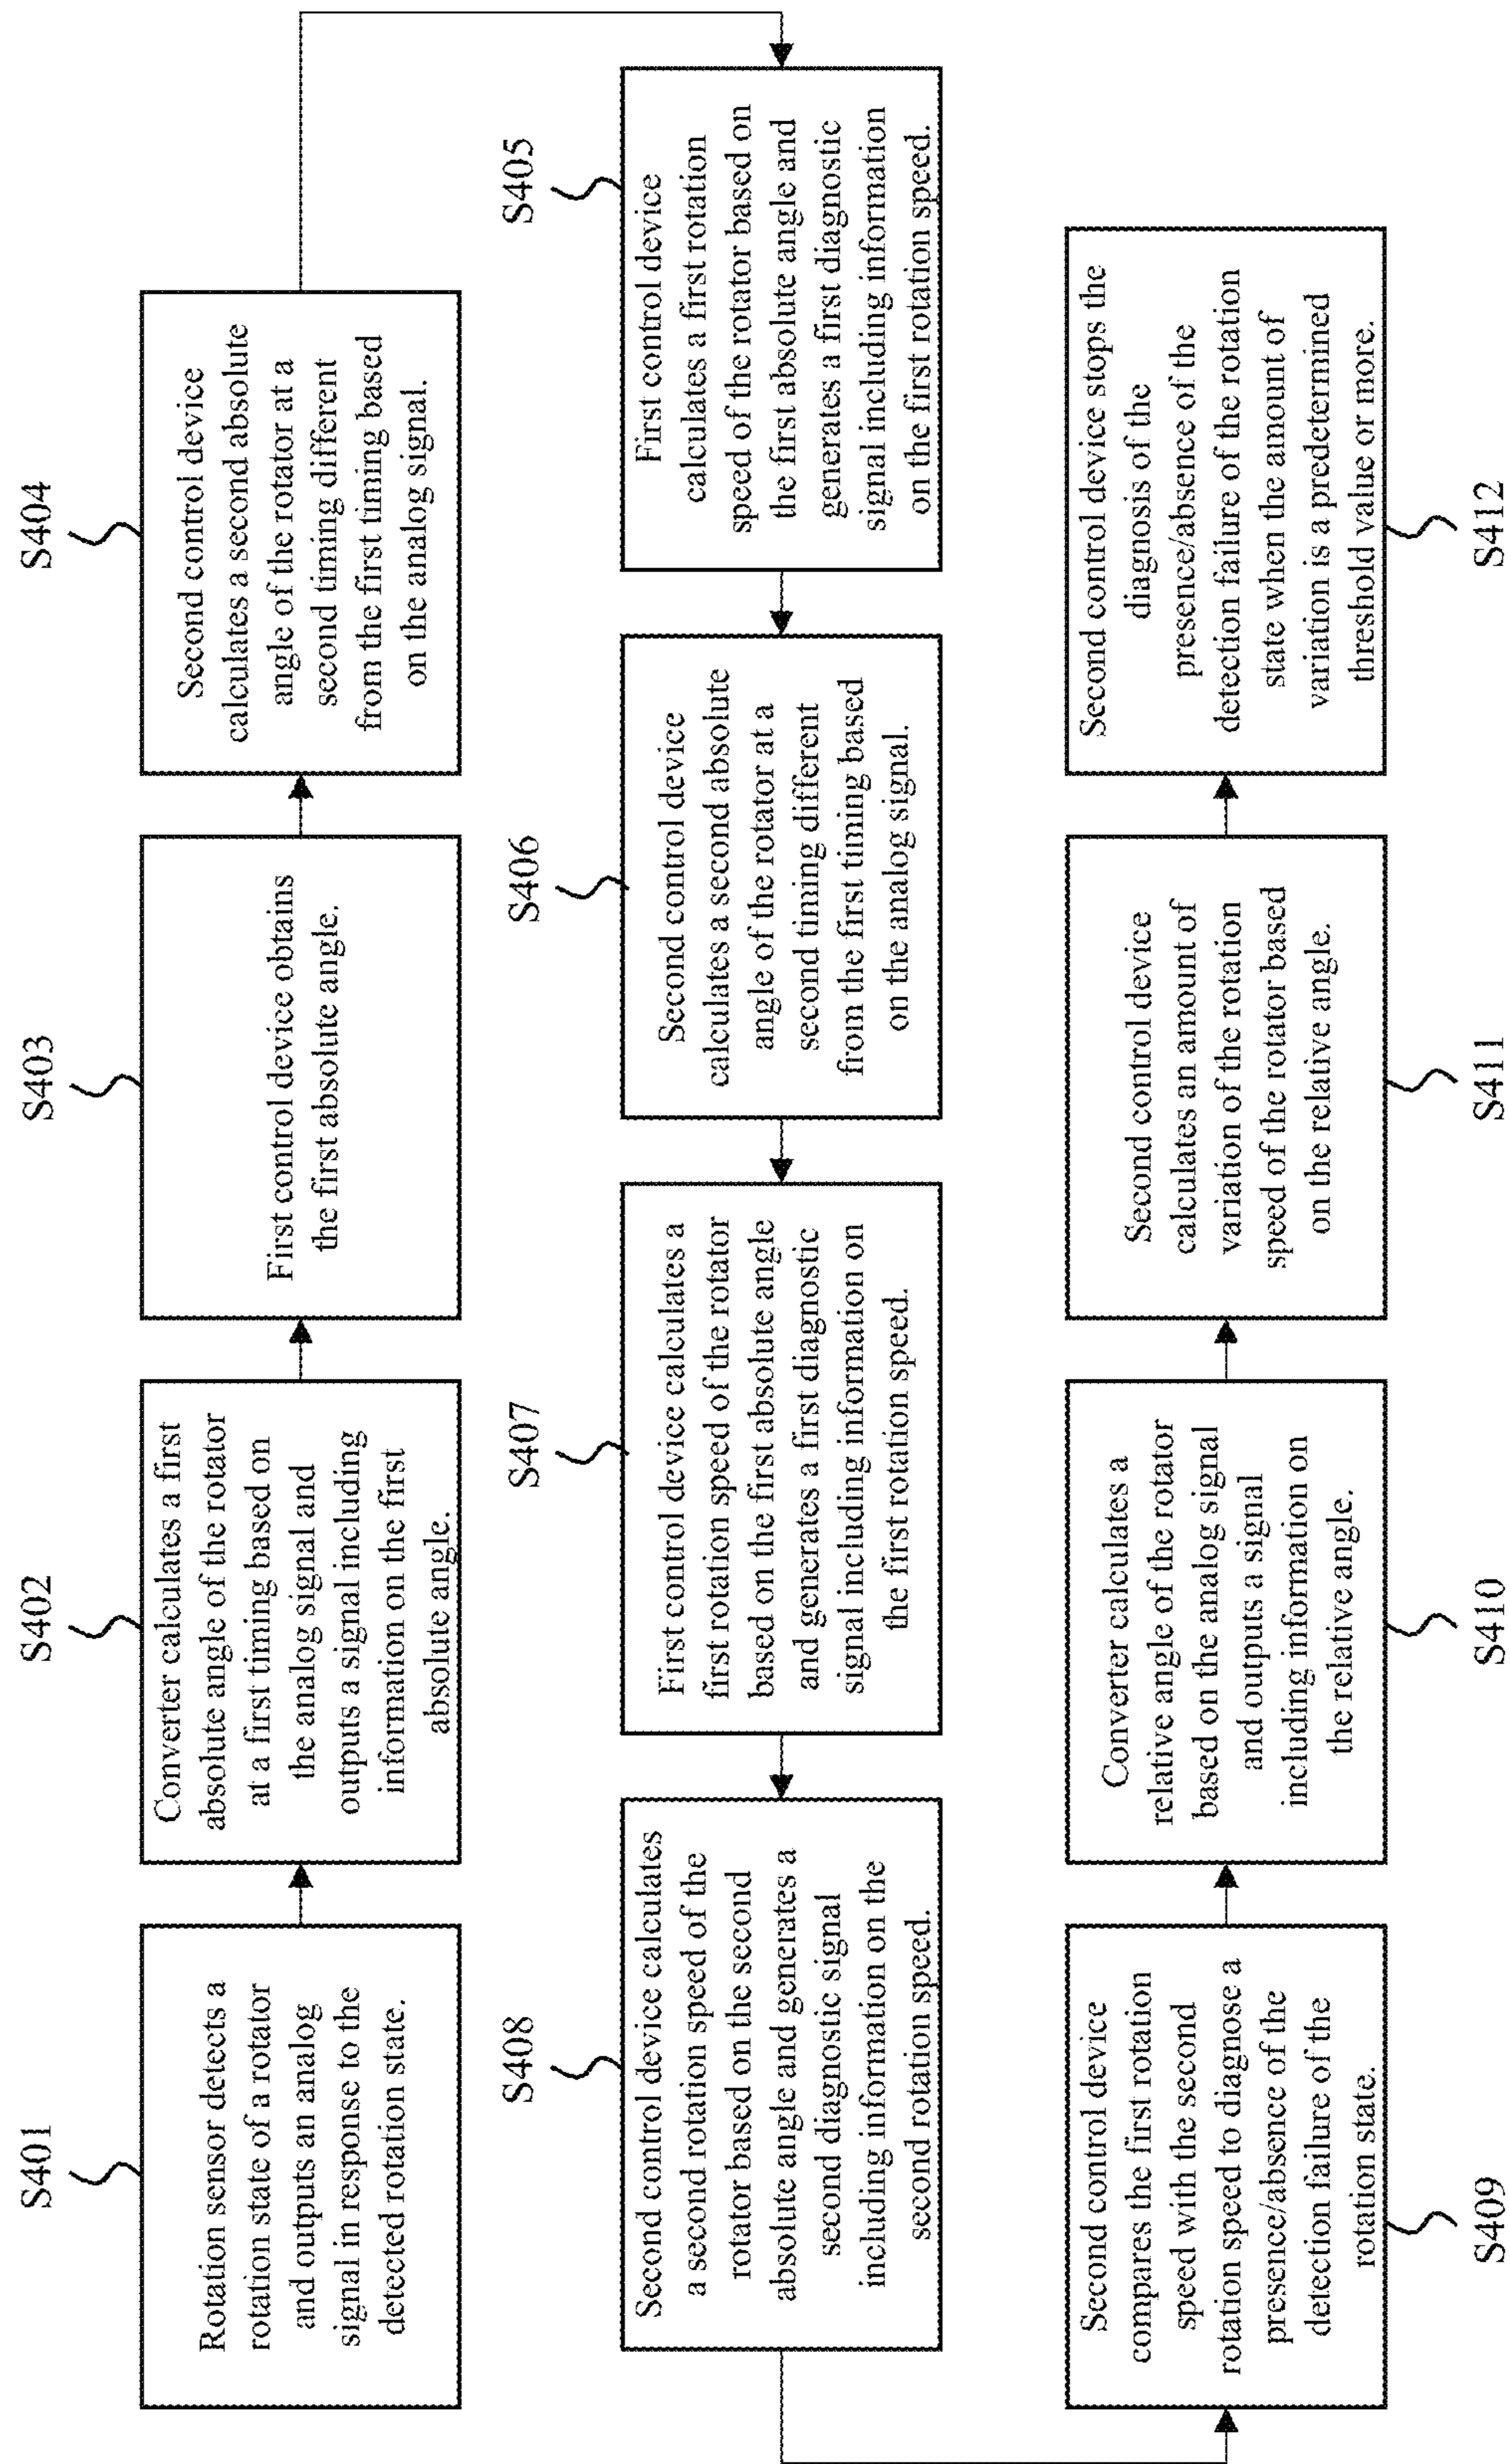 S401
Rotation sensor detects a
rotation state of a rotator
and outputs an analog
signal in response to the
detected rotation state.
S402
Converter calculates a first
absolute angle of the rotator
at a first timing based on
the analog signal and
outputs a signal including
information on the first
absolute angle.
S403
First control device obtains
the first absolute angle.
S404
Second control device
calculates a second absolute
angle of the rotator at a
second timing different
from the first timing based
on the analog signal.
S405
First control device
calculates a first rotation
speed of the rotator based on
the first absolute angle and
generates a first diagnostic
signal including information
on the first rotation speed.
S406
Second control device
calculates a second absolute
angle of the rotator at a
second timing different
from the first timing based
on the analog signal.
S407
First control device calculates a
first rotation speed of the rotator
based on the first absolute angle
and generates a first diagnostic
signal including information on
the first rotation speed.
S408
Second control device calculates
a second rotation speed of the
rotator based on the second
absolute angle and generates a
second diagnostic signal
including information on the
second rotation speed.
Second control device
compares the first rotation
speed with the second
rotation speed to diagnose a
presence/absence of the
detection failure of the
rotation state.
S409
Converter calculates a
relative angle of the rotator
based on the analog signal
and outputs a signal
including information on
the relative angle.
S410
Second control device
calculates an amount of
variation of the rotation
speed of the rotator based
on the relative angle.
S411
Second control device stops the
diagnosis of the
presence/absence of the
detection failure of the rotation
state when the amount of
variation is a predetermined
threshold value or more.
S412